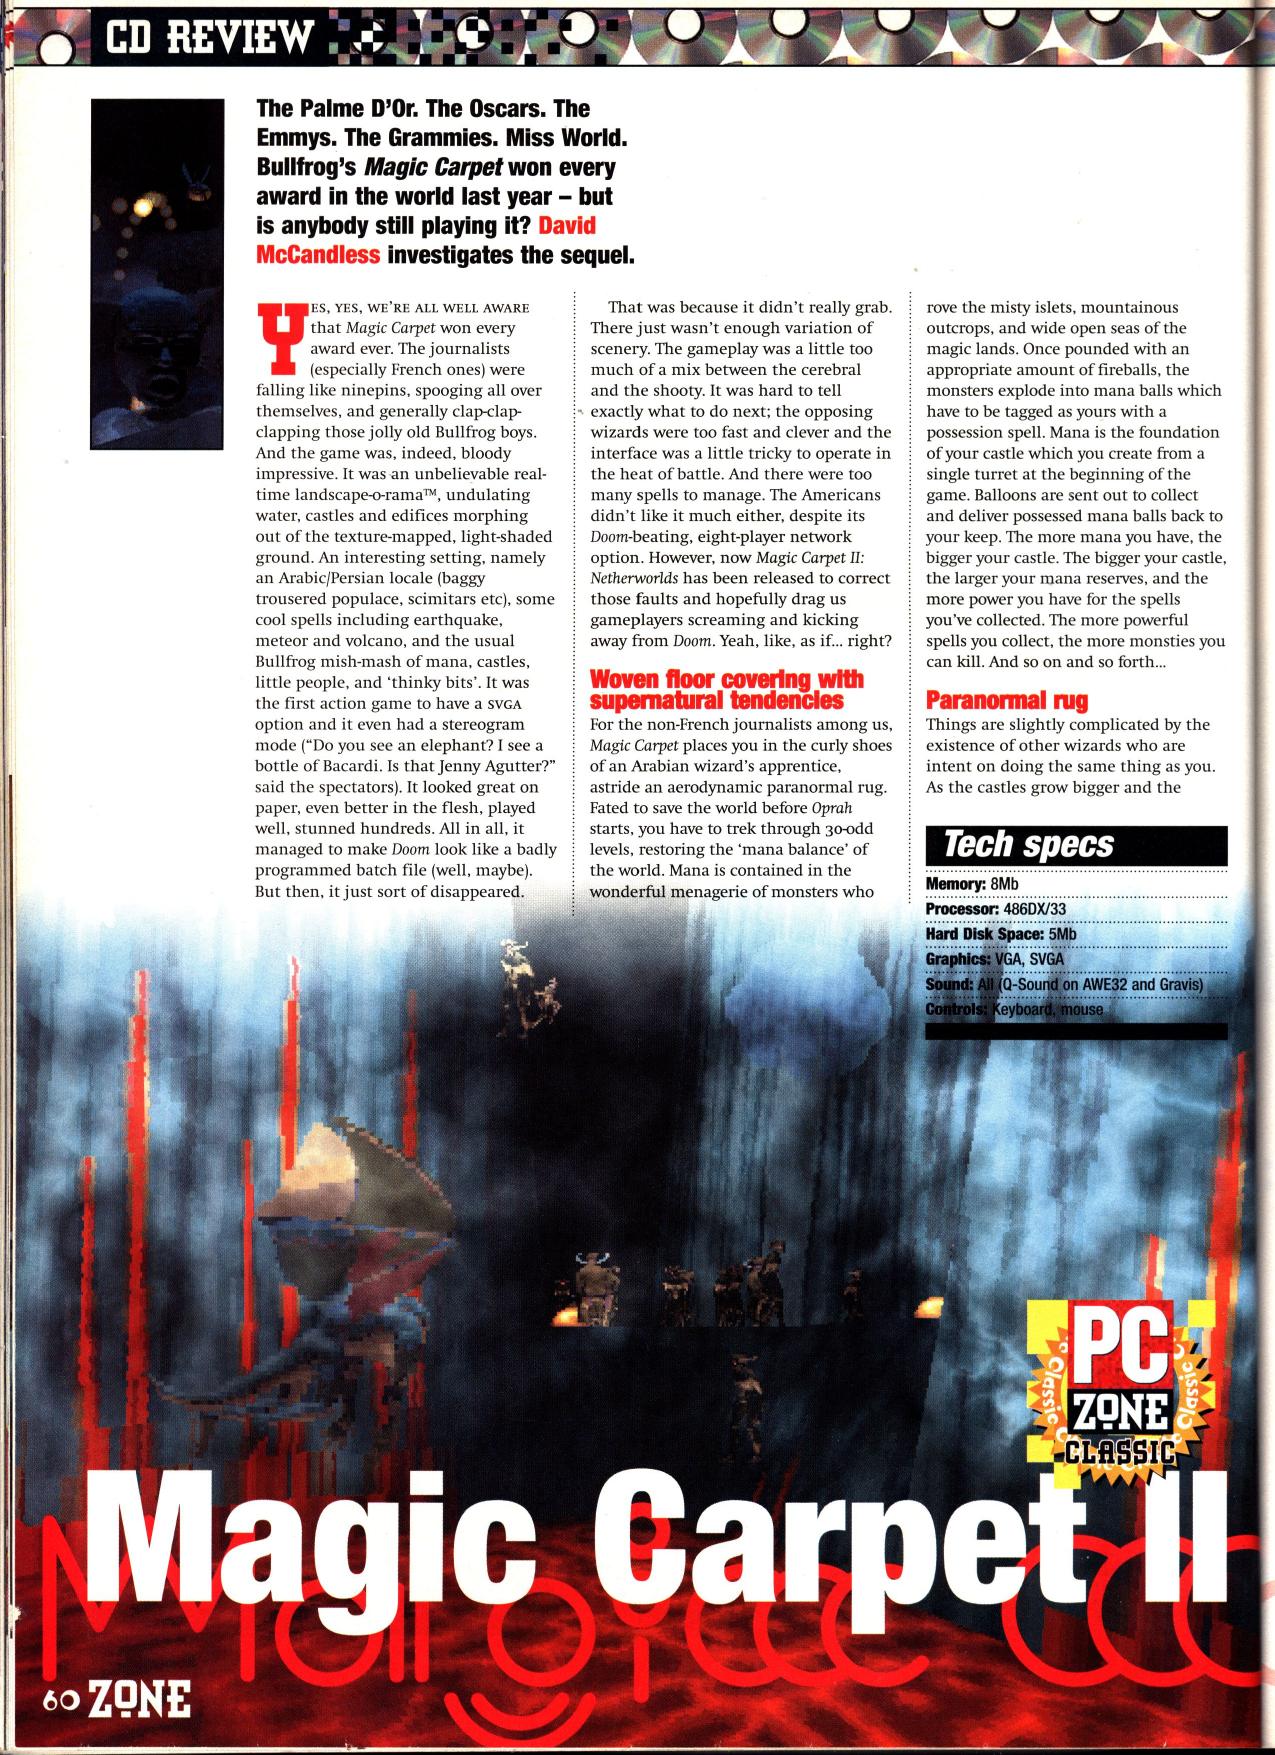 CD REVIEW
The Palme D'Or. The Oscars. The
Emmys. The Grammies. Miss World.
Bullfrog's Magic Carpet won every
award in the world last year – but
is anybody still playing it? David
McCandless investigates the sequel.
YES, YES, WE'RE ALL WELL AWARE
that Magic Carpet won every
award ever. The journalists
(especially French ones) were
falling like ninepins, spooging all over
themselves, and generally clap-clap-
clapping those jolly old Bullfrog boys.
And the game was, indeed, bloody
impressive. It was an unbelievable real-
time landscape-o-rama™, undulating
water, castles and edifices morphing
out of the texture-mapped, light-shaded
ground. An interesting setting, namely
an Arabic/Persian locale (baggy
trousered populace, scimitars etc), some
cool spells including earthquake,
meteor and volcano, and the usual
Bullfrog mish-mash of mana, castles,
little people, and 'thinky bits'. It was
the first action game to have a SVGA
option and it even had a stereogram
mode ("Do you see an elephant? I see a
bottle of Bacardi. Is that Jenny Agutter?"
said the spectators). It looked great on
paper, even better in the flesh, played
well, stunned hundreds. All in all, it
managed to make Doom look like a badly
programmed batch file (well, maybe).
But then, it just sort of disappeared.
That was because it didn't really grab.
There just wasn't enough variation of
scenery. The gameplay was a little too
much of a mix between the cerebral
and the shooty. It was hard to tell
exactly what to do next; the opposing
wizards were too fast and clever and the
interface was a little tricky to operate in
the heat of battle. And there were too
many spells to manage. The Americans
didn't like it much either, despite its
Doom-beating, eight-player network
option. However, now Magic Carpet II:
Netherworlds has been released to correct
those faults and hopefully drag us
gameplayers screaming and kicking
away from Doom. Yeah, like, as if... right?
Woven floor covering with
supernatural tendencies
For the non-French journalists among us,
Magic Carpet places you in the curly shoes
of an Arabian wizard's apprentice,
astride an aerodynamic paranormal rug.
Fated to save the world before Oprah
starts, you have to trek through 30-odd
levels, restoring the 'mana balance' of
the world. Mana is contained in the
wonderful menagerie of monsters who
rove the misty islets, mountainous
outcrops, and wide open seas of the
magic lands. Once pounded with an
appropriate amount of fireballs, the
monsters explode into mana balls which
have to be tagged as yours with a
possession spell. Mana is the foundation
of your castle which you create from a
single turret at the beginning of the
game. Balloons are sent out to collect
and deliver possessed mana balls back to
your keep. The more mana you have, the
bigger your castle. The bigger your castle,
the larger your mana reserves, and the
more power you have for the spells
you've collected. The more powerful
spells you collect, the more monsties you
can kill. And so on and so forth...
Paranormal rug
Things are slightly complicated by the
existence of other wizards who are
intent on doing the same thing as you.
As the castles grow bigger and the
Tech specs
Memory: 8Mb
Processor: 486DX/33
Hard Disk Space: 5Mb
Graphics: VGA, SVGA
Sound: All (Q-Sound on AWE32 and Gravis)
Controls: Keyboard, mouse
PC
ZONE
CLASSIC
Classic
Classic
Magic Carpet II
60 ZONE